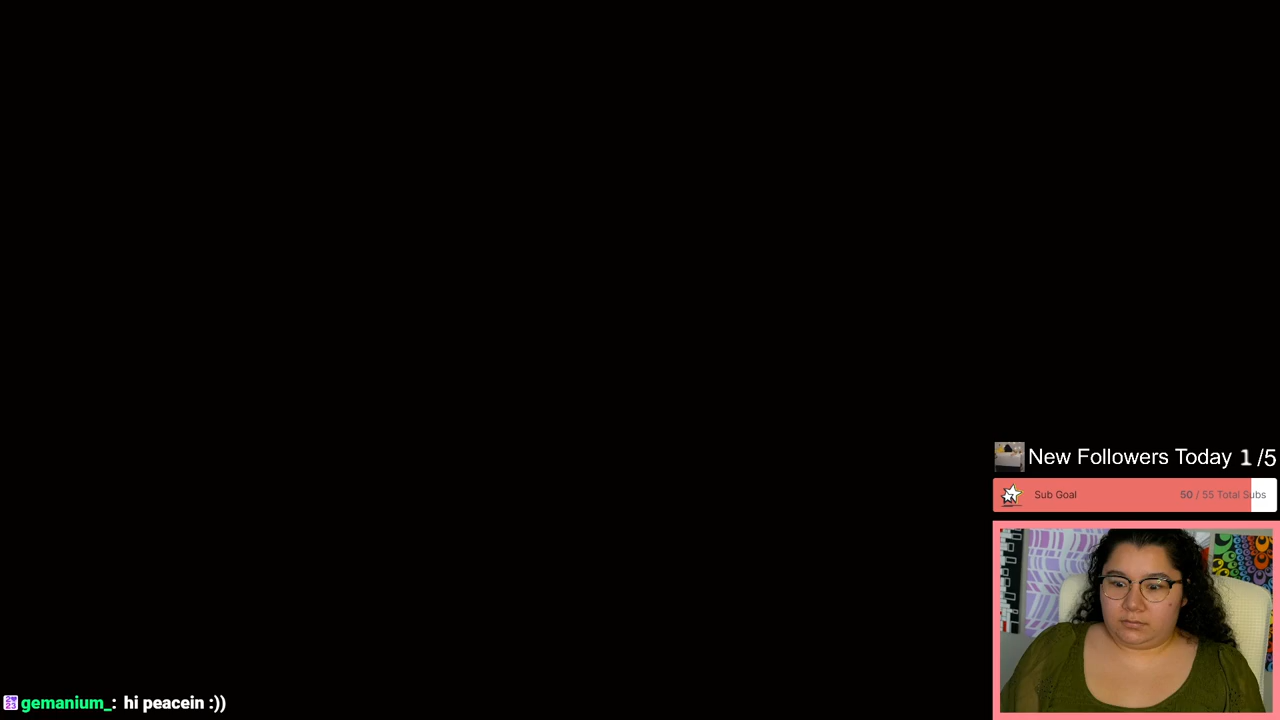 New Followers Today 1 /5
Sub Goal 50 / 55 Total Subs
gemanium_: hi peacein :))